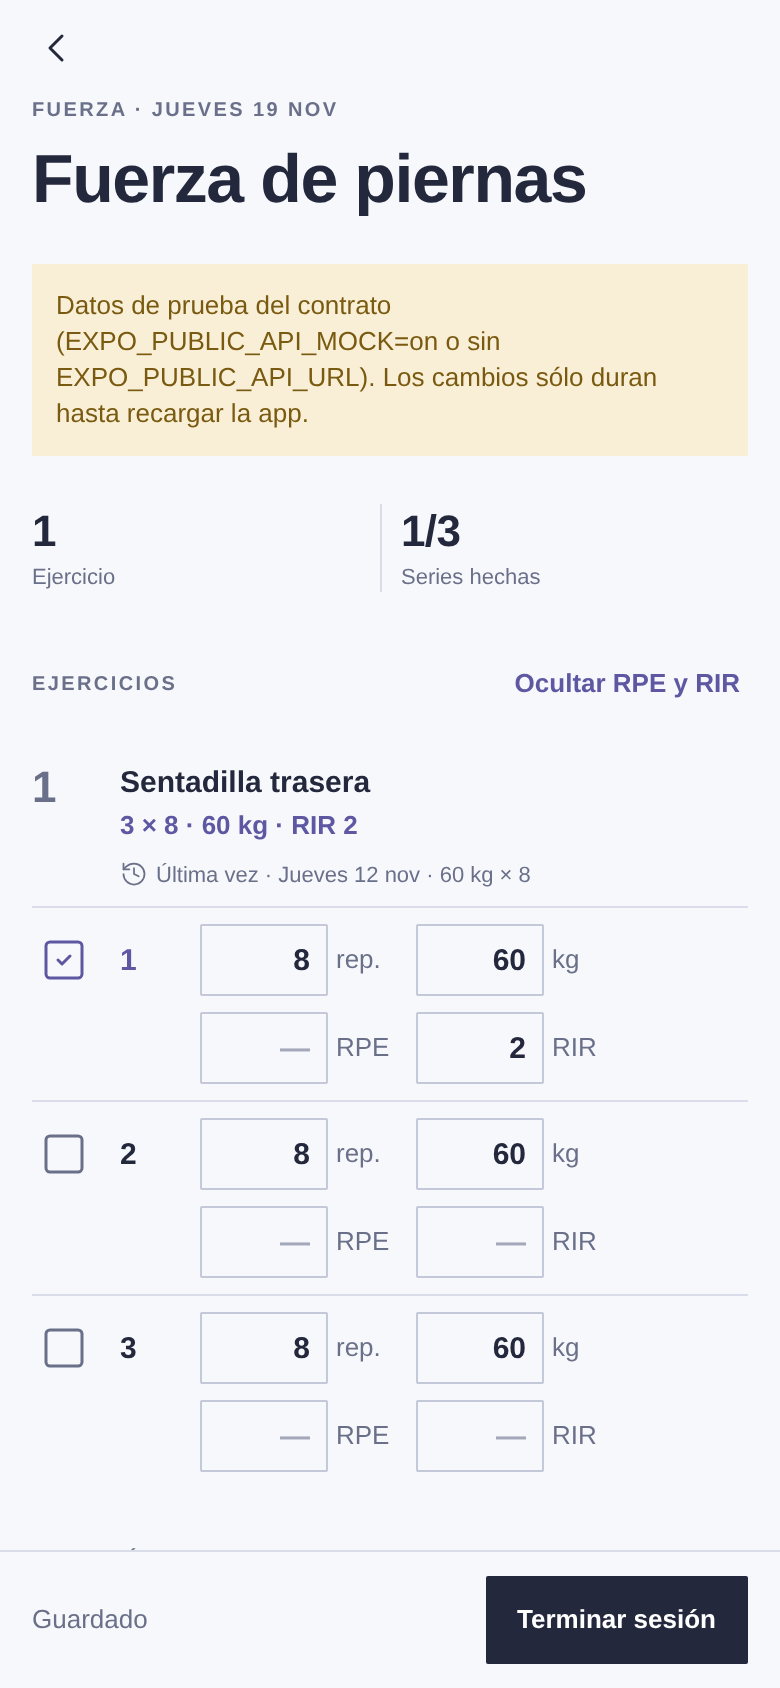 FUERZA · JUEVES 19 NOV
Fuerza de piernas
Datos de prueba del contrato
(EXPO_PUBLIC_API_MOCK=on o sin
EXPO_PUBLIC_API_URL). Los cambios sólo duran
hasta recargar la app.
1
Ejercicio
1/3
Series hechas
EJERCICIOS
Ocultar RPE y RIR
1
Sentadilla trasera
3 × 8 · 60 kg · RIR 2
Última vez · Jueves 12 nov · 60 kg × 8
1 8 rep. 60 kg
— RPE 2 RIR
2 8 rep. 60 kg
— RPE — RIR
3 8 rep. 60 kg
— RPE — RIR
Guardado
Terminar sesión